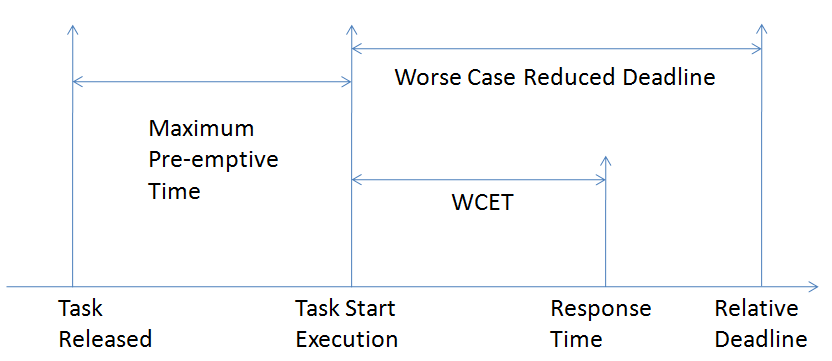 Worse Case Reduced Deadline
Maximum
Pre-emptive
Time
WCET
Task
Released
Task Start
Execution
Response
Time
Relative
Deadline